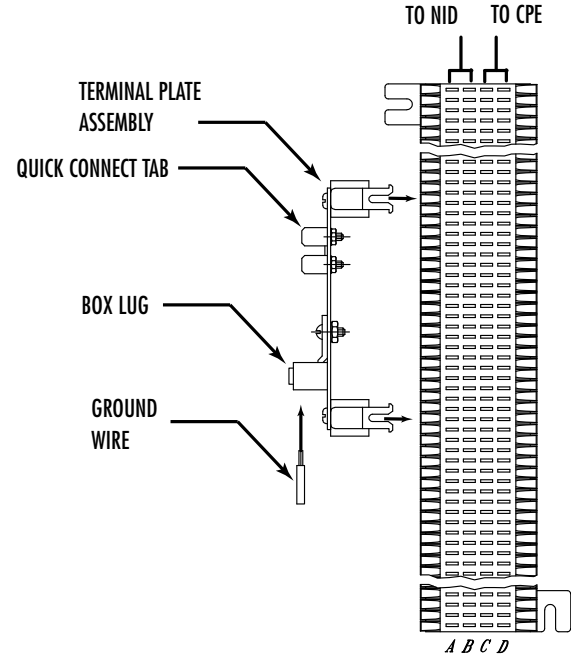 TO NID TO CPE
TERMINAL PLATE
ASSEMBLY
QUICK CONNECT TAB
BOX LUG
GROUND
WIRE
A B C D